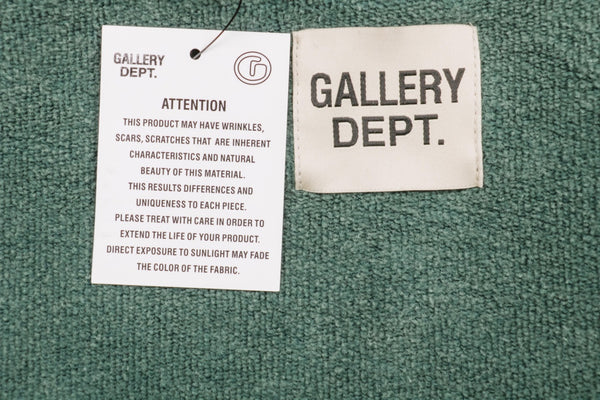 GALLERY
DEPT.
G
ATTENTION
THIS PRODUCT MAY HAVE WRINKLES,
SCARS, SCRATCHES THAT ARE INHERENT
CHARACTERISTICS AND NATURAL
BEAUTY OF THIS MATERIAL.
THIS RESULTS DIFFERENCES AND
UNIQUENESS TO EACH PIECE.
PLEASE TREAT WITH CARE IN ORDER TO
EXTEND THE LIFE OF YOUR PRODUCT.
DIRECT EXPOSURE TO SUNLIGHT MAY FADE
THE COLOR OF THE FABRIC.
GALLERY
DEPT.